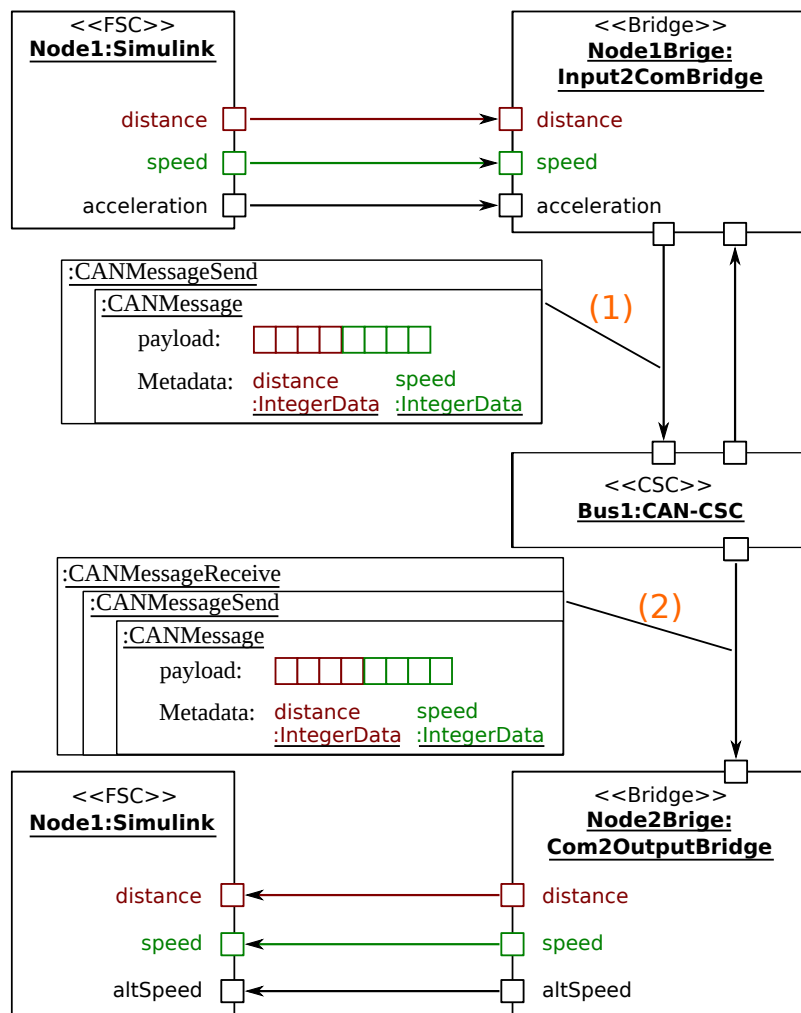 <<FSC>>
Node1:Simulink
distance
speed
acceleration
<<Bridge>>
Node1Brige:
Input2ComBridge
distance
speed
acceleration
:CANMessageSend
:CANMessage
payload:
Metadata:
distance
:IntegerData
speed
:IntegerData
(1)
<<CSC>>
Bus1:CAN-CSC
:CANMessageReceive
:CANMessageSend
:CANMessage
payload:
Metadata:
distance
:IntegerData
speed
:IntegerData
(2)
<<FSC>>
Node1:Simulink
distance
speed
altSpeed
<<Bridge>>
Node2Brige:
Com2OutputBridge
distance
speed
altSpeed